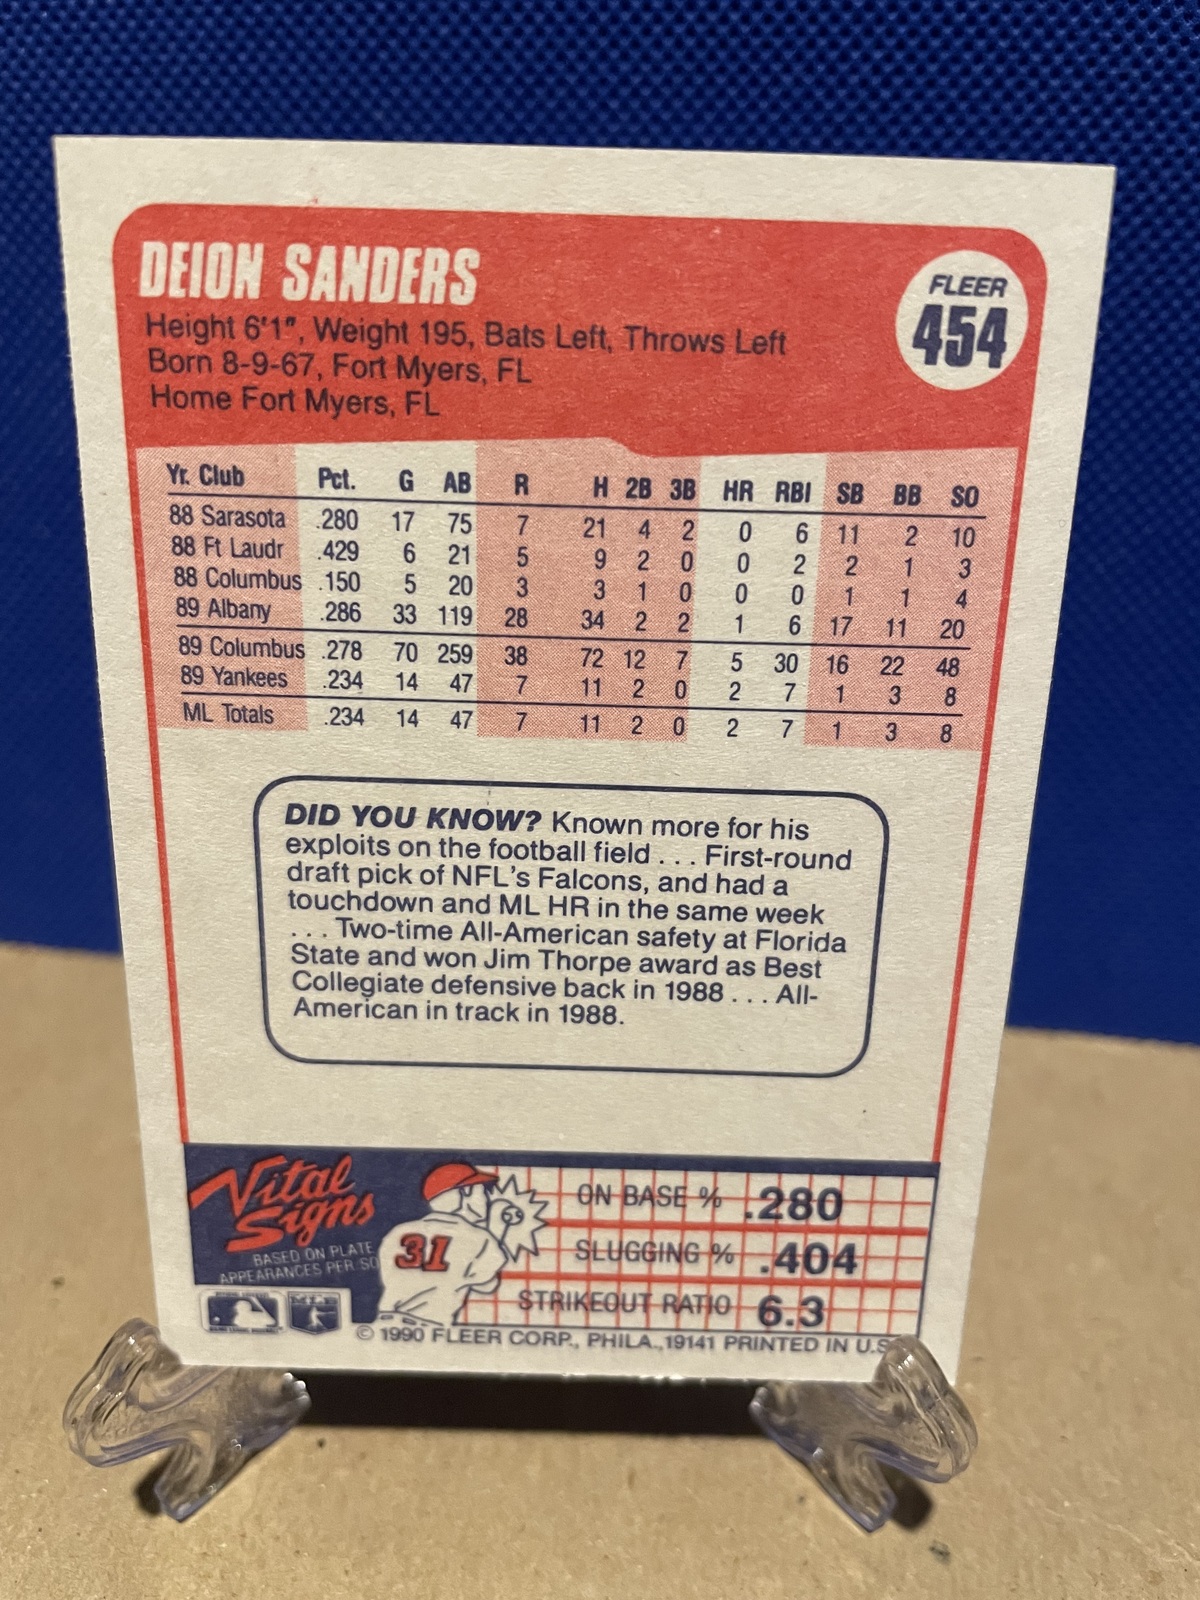 DEION SANDERS
FLEER
454
Height 6'1", Weight 195, Bats Left, Throws Left
Born 8-9-67, Fort Myers, FL
Home Fort Myers, FL
Yr. Club Pct. G AB R H 2B 3B HR RBI SB BB SO
88 Sarasota .280 17 75 7 21 4 2 0 6 11 2 10
88 Ft Laudr .429 6 21 5 9 2 0 0 2 2 1 3
88 Columbus .150 5 20 3 3 1 0 0 0 1 1 4
89 Albany .286 33 119 28 34 2 2 1 6 17 11 20
89 Columbus .278 70 259 38 72 12 7 5 30 16 22 48
89 Yankees .234 14 47 7 11 2 0 2 7 1 3 8
ML Totals .234 14 47 7 11 2 0 2 7 1 3 8
DID YOU KNOW? Known more for his
exploits on the football field . . . First-round
draft pick of NFL's Falcons, and had a
touchdown and ML HR in the same week
. . . Two-time All-American safety at Florida
State and won Jim Thorpe award as Best
Collegiate defensive back in 1988 . . . All-
American in track in 1988.
Vital
Signs
BASED ON PLATE
APPEARANCES PER SO
31
ON BASE % .280
SLUGGING % .404
STRIKEOUT RATIO 6.3
© 1990 FLEER CORP., PHILA., 19141 PRINTED IN U.S